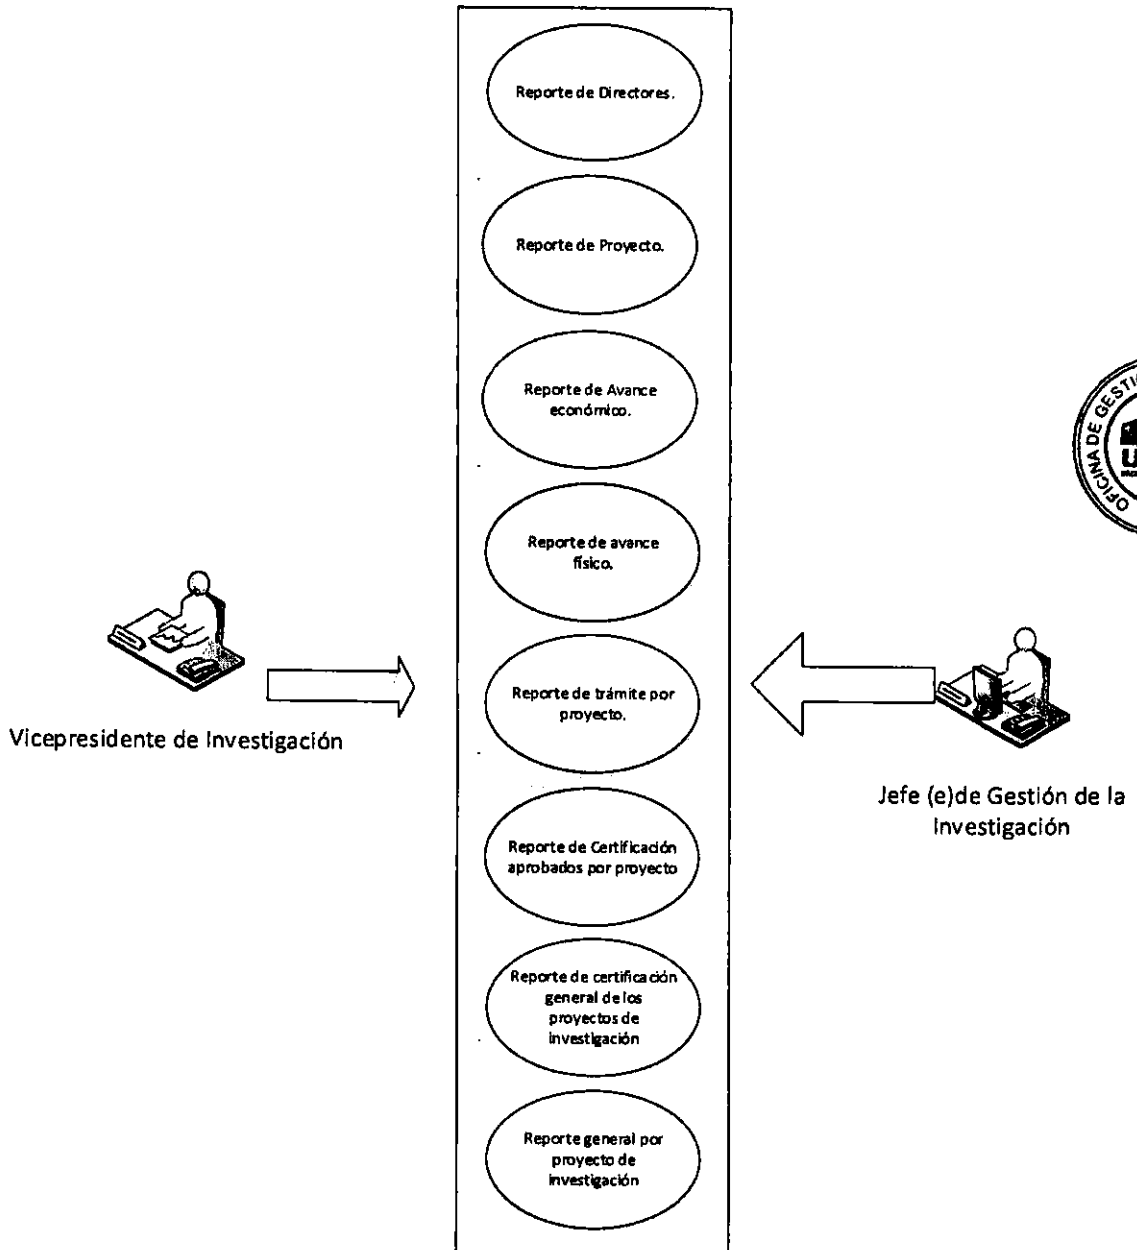 Reporte de Directores.
Reporte de Proyecto.
Reporte de Avance
económico.
Reporte de avance
físico.
Reporte de trámite por
proyecto.
Reporte de Certificación
aprobados por proyecto
Reporte de certificación
general de los
proyectos de
investigación
Reporte general por
proyecto de
investigación
Vicepresidente de Investigación
Jefe (e)de Gestión de la
Investigación
OFICINA DE